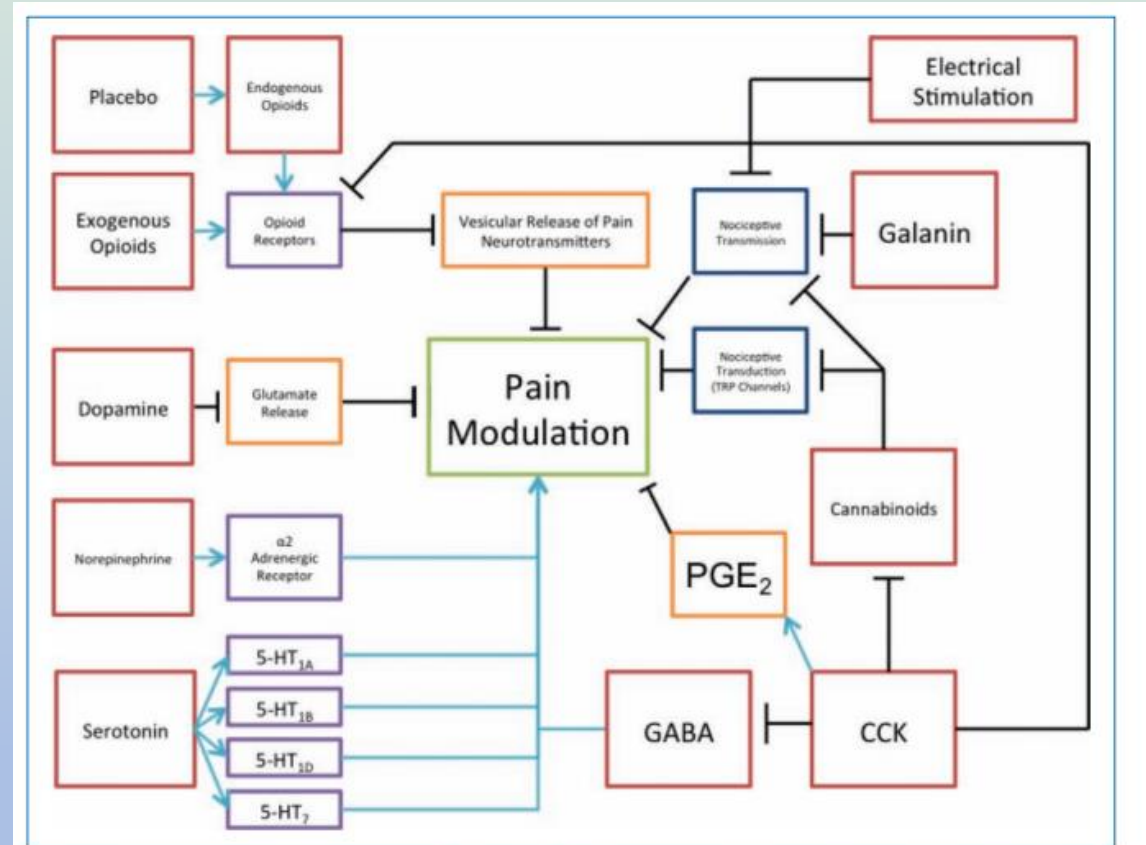 Placebo
Endogenous
Opioids
Electrical
Stimulation
Exogenous
Opioids
Opioid
Receptors
Vesicular Release of Pain
Neurotransmitters
Nociceptive
Transmission
Galanin
Dopamine
Glutamate
Release
Pain
Modulation
Nociceptive
Transduction
(TRP Channels)
Cannabinoids
Norepinephrine
α2
Adrenergic
Receptor
PGE₂
Serotonin
5-HT₁A
5-HT₁B
5-HT₁D
5-HT₇
GABA
CCK